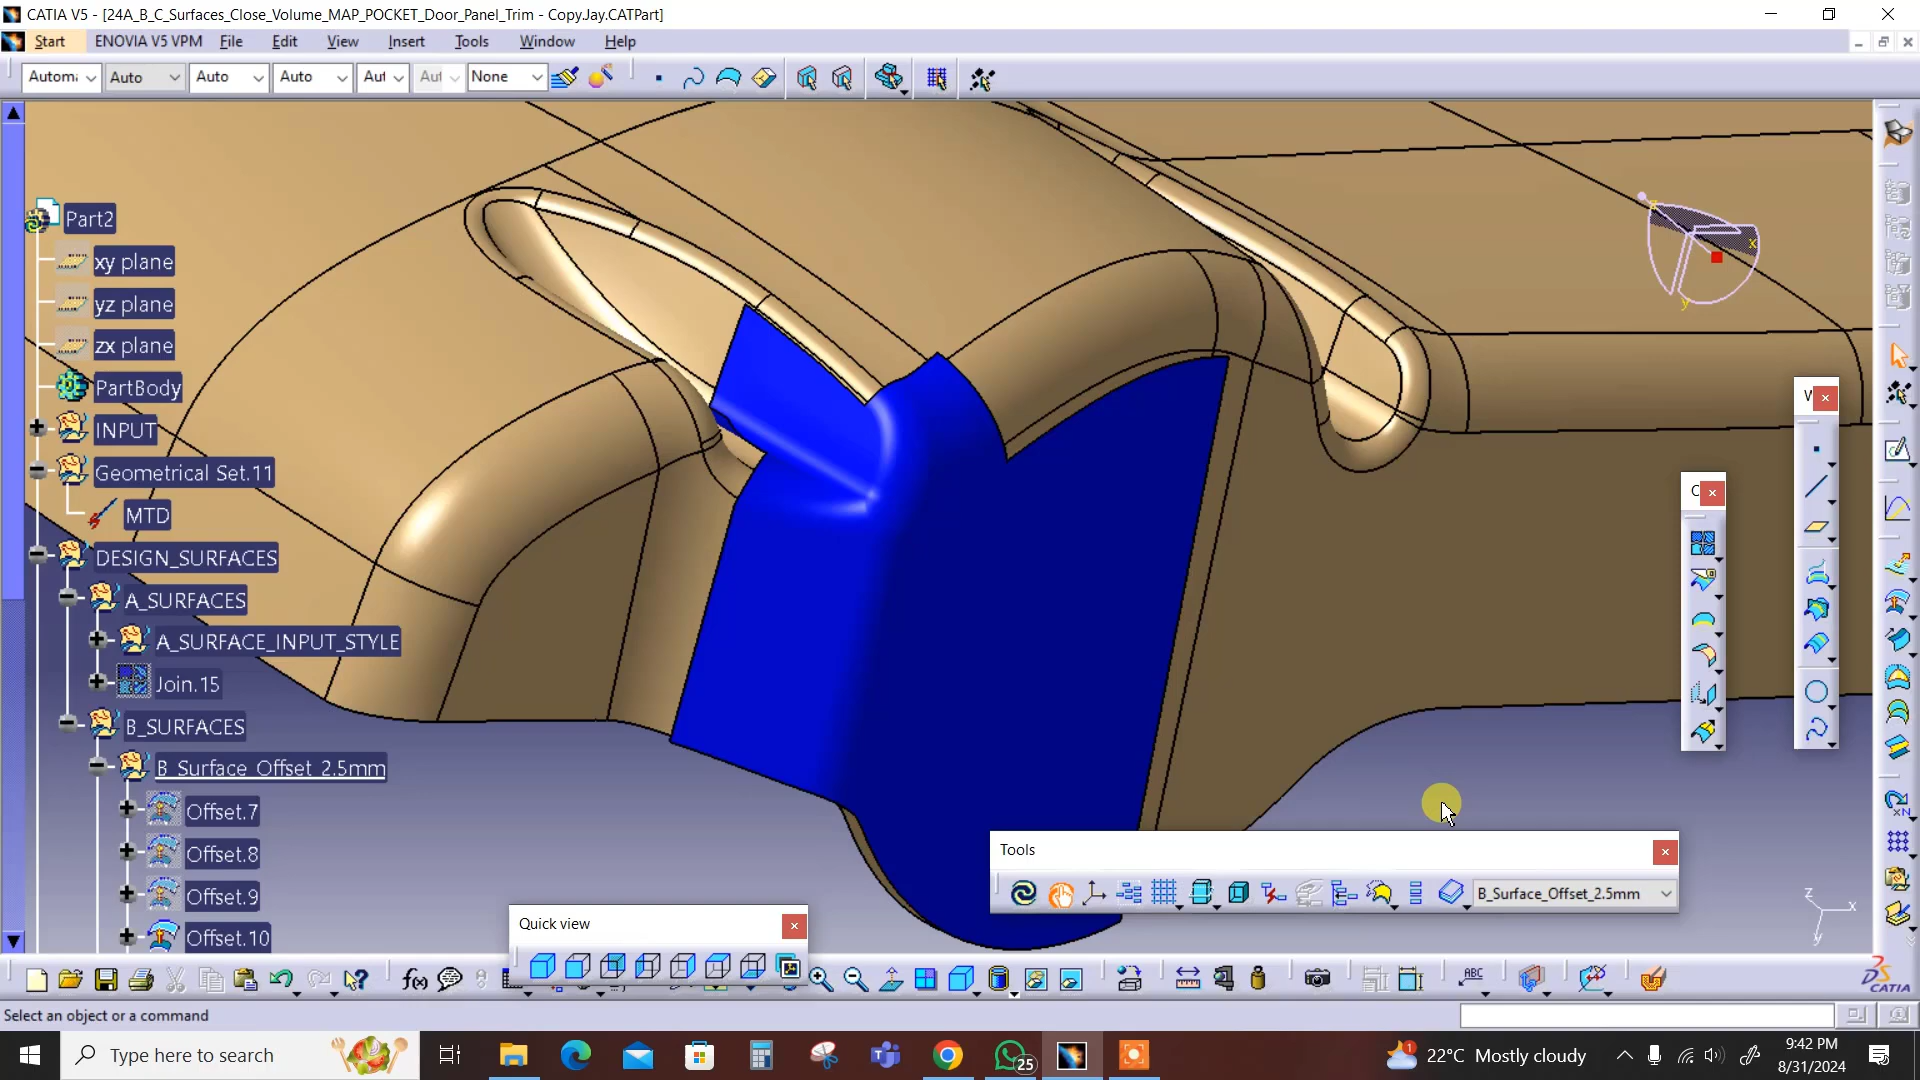 CATIA V5 - [24A_B_C_Surfaces_Close_Volume_MAP_POCKET_Door_Panel_Trim - Copy.Jay.CATPart]
Start ENOVIA V5 VPM File Edit View Insert Tools Window Help
Automa Auto Auto Auto Aut Aut None
Part2
xy plane
yz plane
zx plane
PartBody
INPUT
Geometrical Set.11
MTD
DESIGN_SURFACES
A_SURFACES
A_SURFACE_INPUT_STYLE
Join.15
B_SURFACES
B_Surface_Offset_2.5mm
Offset.7
Offset.8
Offset.9
Offset.10
z
x
y
W
C
Tools
B_Surface_Offset_2.5mm
Quick view
z
x
y
f(x)
ABC
CATIA
Select an object or a command
Type here to search
25
1
22°C Mostly cloudy
9:42 PM
8/31/2024